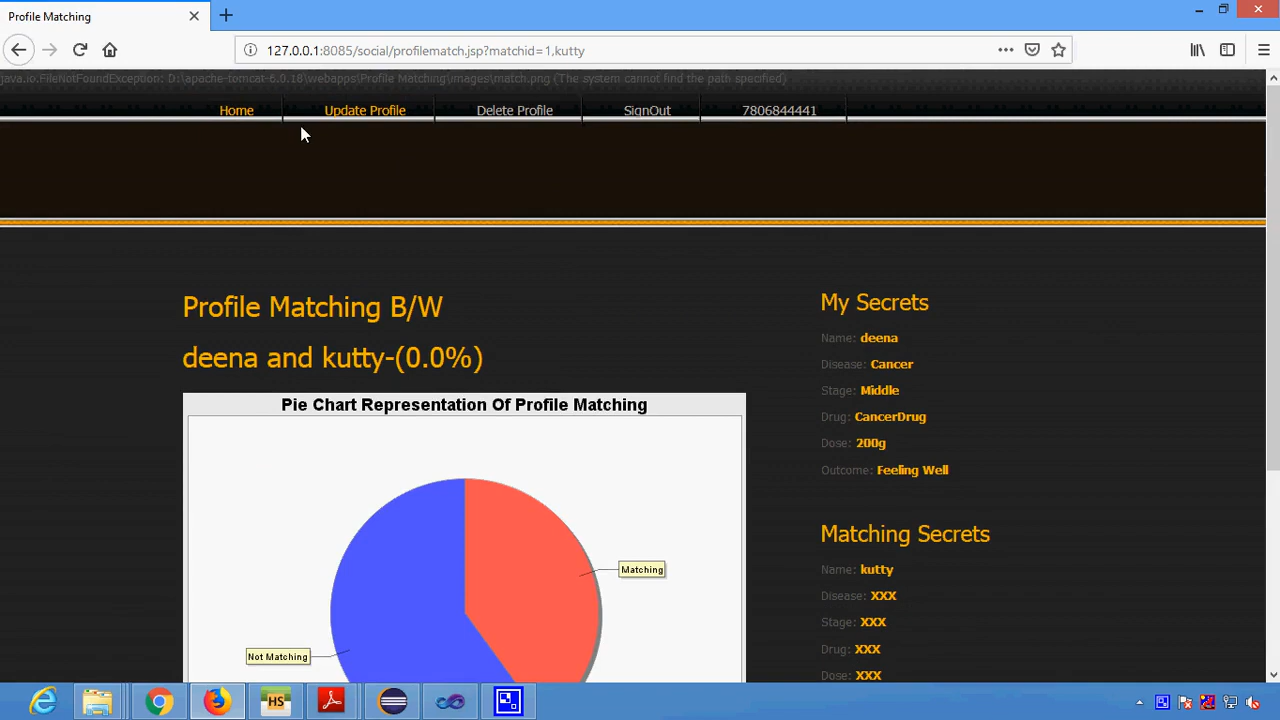 Profile Matching
127.0.0.1:8085/social/profilematch.jsp?matchid=1,kutty
java.io.FileNotFoundException: D:\apache-tomcat-6.0.18\webapps\Profile Matching\images\match.png (The system cannot find the path specified)
Home Update Profile Delete Profile SignOut 7806844441
Profile Matching B/W
deena and kutty-(0.0%)
Pie Chart Representation Of Profile Matching
Matching
Not Matching
My Secrets
Name: deena
Disease: Cancer
Stage: Middle
Drug: CancerDrug
Dose: 200g
Outcome: Feeling Well
Matching Secrets
Name: kutty
Disease: XXX
Stage: XXX
Drug: XXX
Dose: XXX
HS